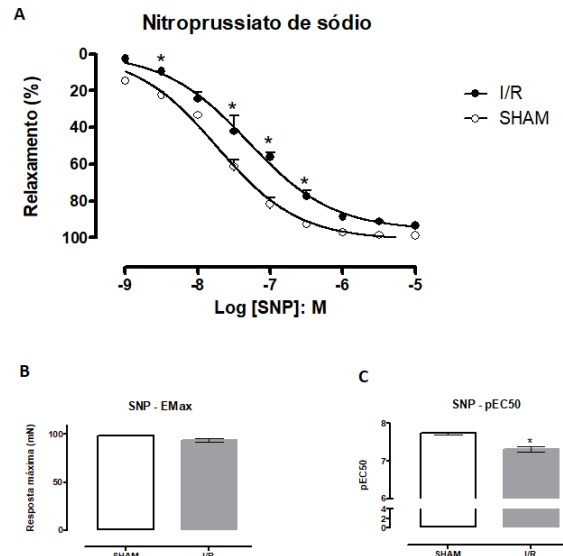 A
Nitroprussiato de sódio
Relaxamento (%)
0
20
40
60
80
100
* * * *
I/R
SHAM
-9 -8 -7 -6 -5
Log [SNP]: M
B
SNP - EMax
Resposta máxima (mN)
100
50
0
SHAM I/R
C
SNP - pEC50
pEC50
8
7
6
4
2
0
*
SHAM I/R